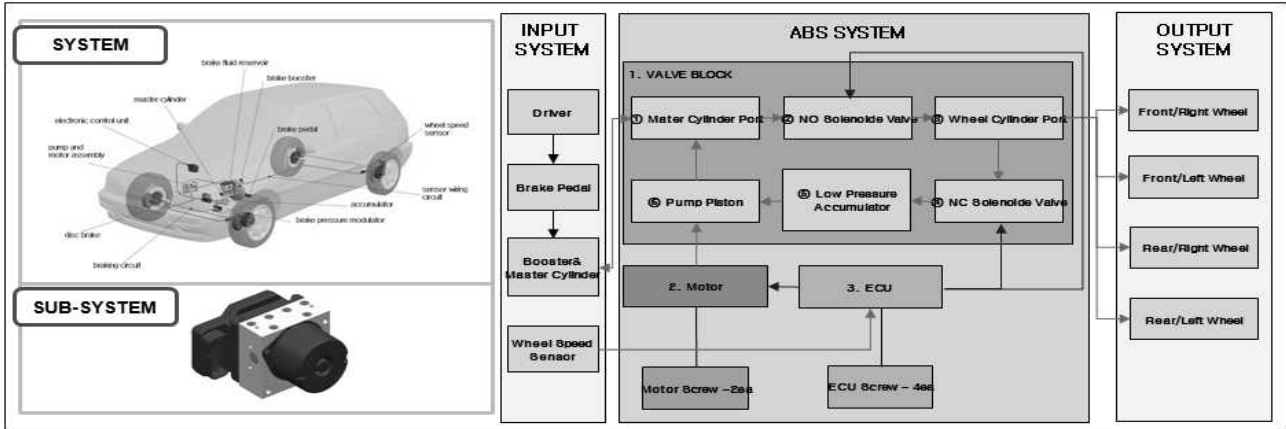 SYSTEM
brake fluid reservoir
brake booster
master cylinder
electronic control unit
brake pedal
wheel speed
sensor
pump and
motor assembly
sensor wiring
circuit
accumulator
brake pressure modulator
disc brake
braking circuit
SUB-SYSTEM
INPUT
SYSTEM
Driver
Brake Pedal
Booster&
Master Cylinder
Wheel Speed
Sensor
ABS SYSTEM
1. VALVE BLOCK
① Mater Cylinder Port
② NO Solenoide Valve
③ Wheel Cylinder Port
⑥ Pump Piston
⑤ Low Pressure
Accumulator
NC Solenoide Valve
2. Motor
3. ECU
Motor Screw -2ea
ECU Screw - 4ea
OUTPUT
SYSTEM
Front/Right Wheel
Front/Left Wheel
Rear/Right Wheel
Rear/Left Wheel